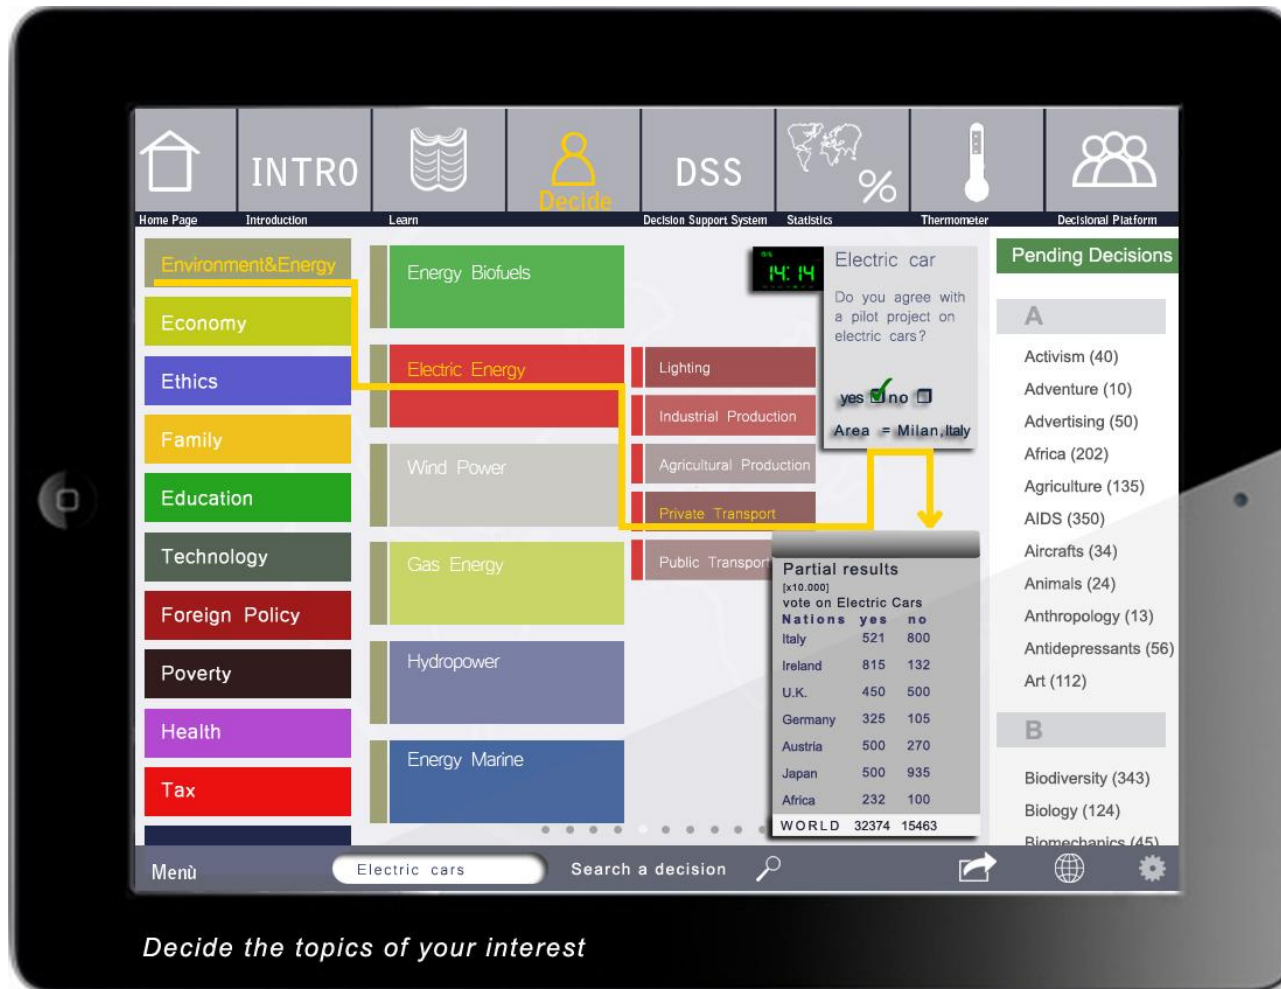 INTRO
Decide
DSS
%
Home Page
Introduction
Learn
Decision Support System
Statistics
Thermometer
Decisional Platform
Environment&Energy
Economy
Ethics
Family
Education
Technology
Foreign Policy
Poverty
Health
Tax
Energy Biofuels
Electric Energy
Wind Power
Gas Energy
Hydropower
Energy Marine
Lighting
Industrial Production
Agricultural Production
Private Transport
Public Transport
14:14
Electric car
Do you agree with
a pilot project on
electric cars?
yes no
Area = Milan,Italy
Partial results
[x10.000]
vote on Electric Cars
Nations yes no
Italy 521 800
Ireland 815 132
U.K. 450 500
Germany 325 105
Austria 500 270
Japan 500 935
Africa 232 100
WORLD 32374 15463
Pending Decisions
A
Activism (40)
Adventure (10)
Advertising (50)
Africa (202)
Agriculture (135)
AIDS (350)
Aircrafts (34)
Animals (24)
Anthropology (13)
Antidepressants (56)
Art (112)
B
Biodiversity (343)
Biology (124)
Biomechanics (45)
Menù
Electric cars
Search a decision
Decide the topics of your interest